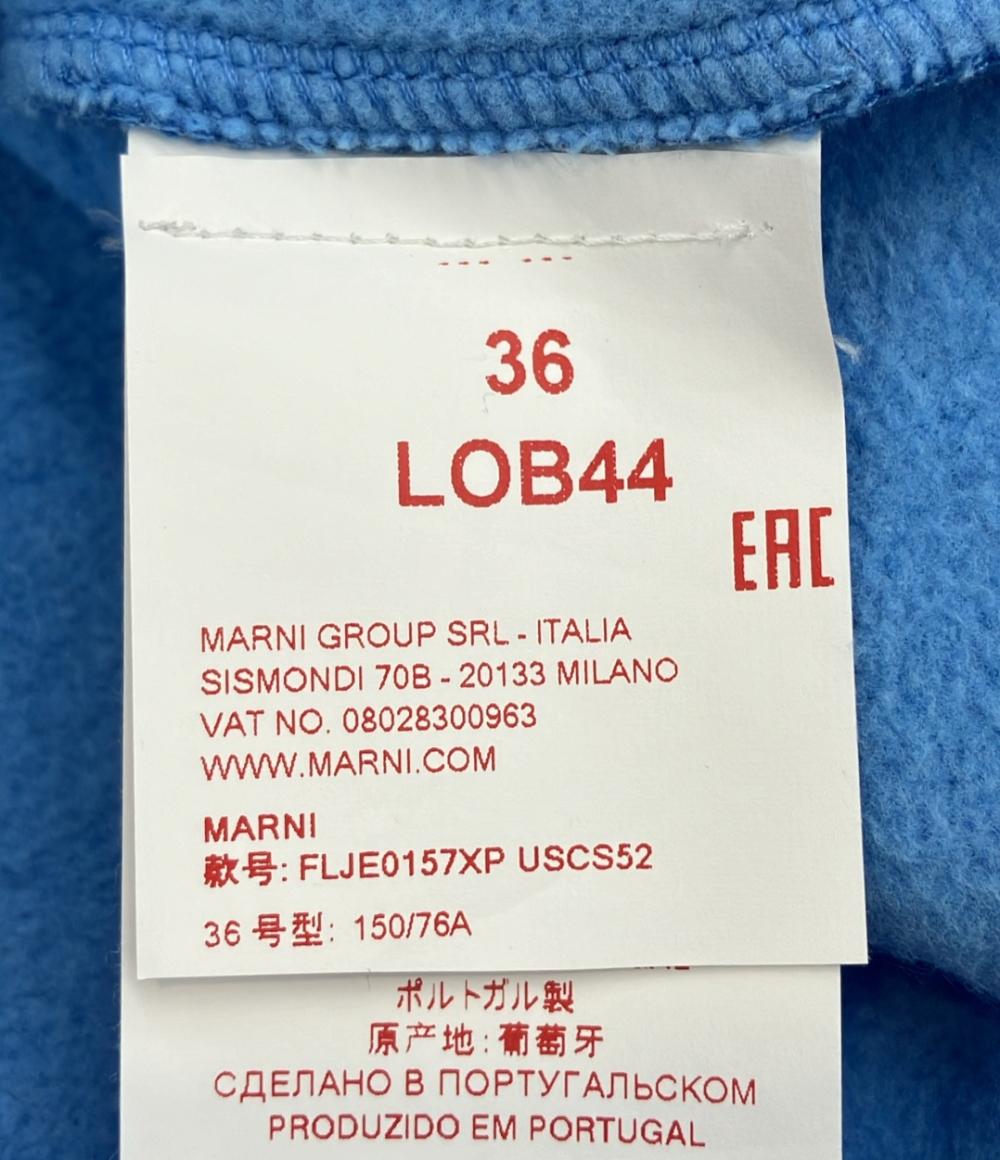 36
LOB44
EAC
MARNI GROUP SRL - ITALIA
SISMONDI 70B - 20133 MILANO
VAT NO. 08028300963
WWW.MARNI.COM
MARNI
款号: FLJE0157XP USCS52
36 号型: 150/76A
ポルトガル製
原产地: 葡萄牙
СДЕЛАНО В ПОРТУГАЛЬСКОМ
PRODUZIDO EM PORTUGAL